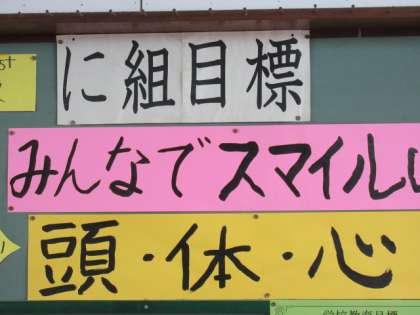 に組目標
みんなでスマイル
頭・体・心